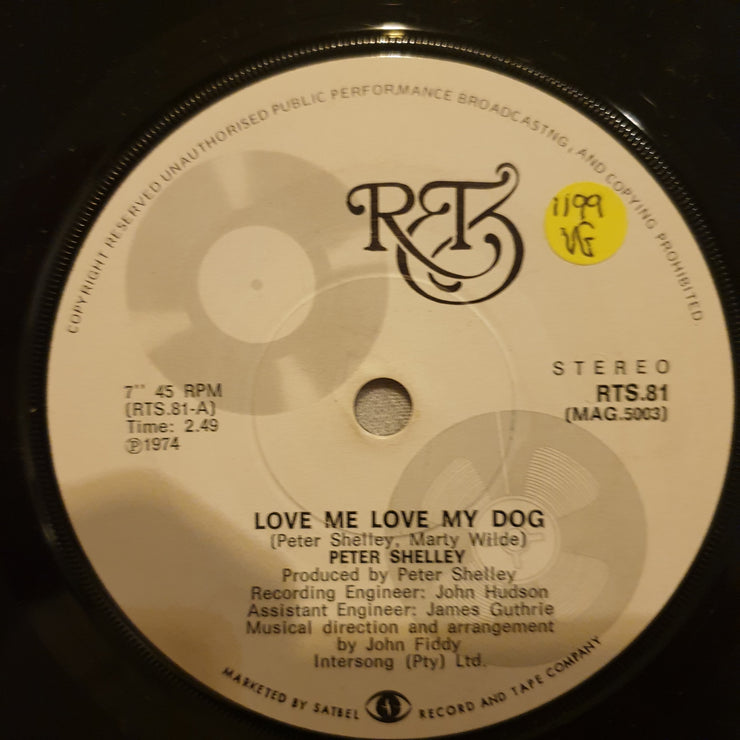 COPYRIGHT RESERVED UNAUTHORISED PUBLIC PERFORMANCE BROADCASTNG, AND COPYING PROHIBITED.
RTS
1199
VG
STEREO
RTS.81
(MAG.5003)
7" 45 RPM
(RTS.81-A)
Time: 2.49
℗1974
LOVE ME LOVE MY DOG
(Peter Shelley, Marty Wilde)
PETER SHELLEY
Produced by Peter Shelley
Recording Engineer: John Hudson
Assistant Engineer: James Guthrie
Musical direction and arrangement
by John Fiddy
Intersong (Pty) Ltd.
MARKETED BY SATBEL RECORD AND TAPE COMPANY